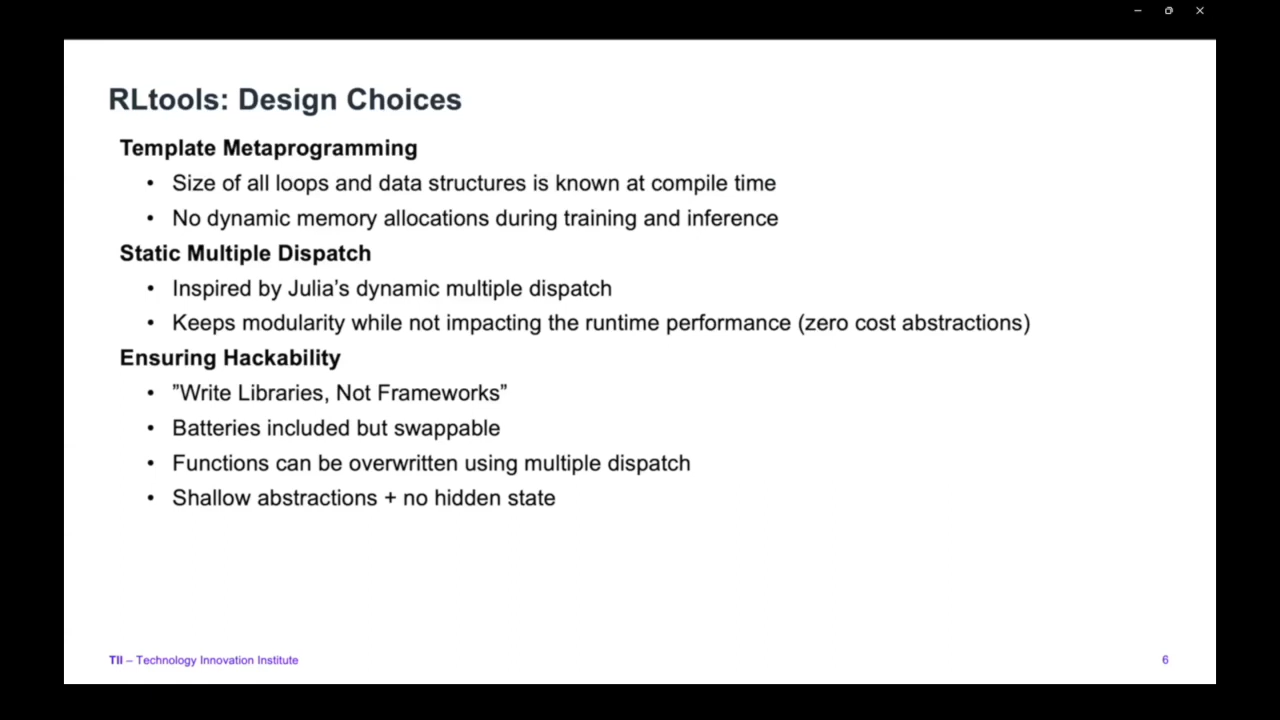 RLtools: Design Choices
Template Metaprogramming
• Size of all loops and data structures is known at compile time
• No dynamic memory allocations during training and inference
Static Multiple Dispatch
• Inspired by Julia’s dynamic multiple dispatch
• Keeps modularity while not impacting the runtime performance (zero cost abstractions)
Ensuring Hackability
• ”Write Libraries, Not Frameworks”
• Batteries included but swappable
• Functions can be overwritten using multiple dispatch
• Shallow abstractions + no hidden state
TII – Technology Innovation Institute
6